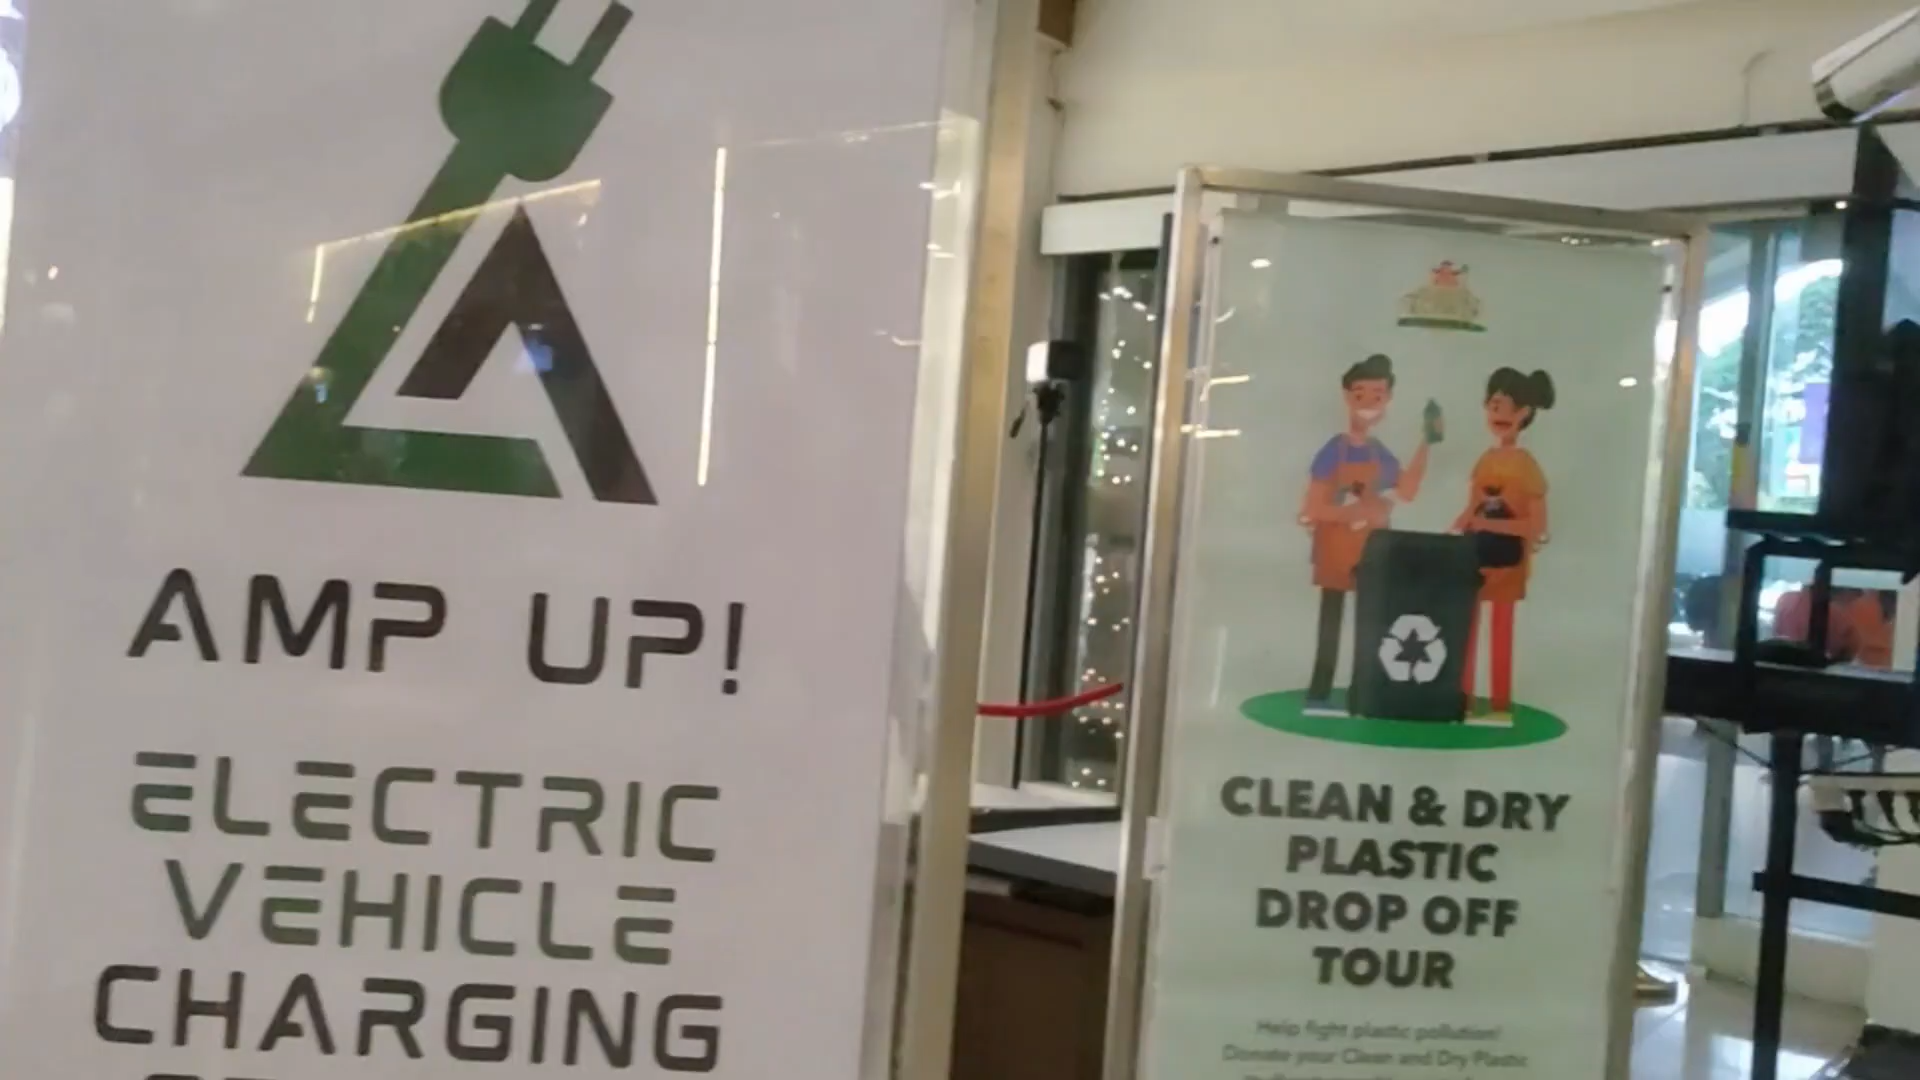 AMP UP!
ELECTRIC
VEHICLE
CHARGING
CLEAN & DRY
PLASTIC
DROP OFF
TOUR
Help fight plastic pollution!
Donate your Clean and Dry Plastic